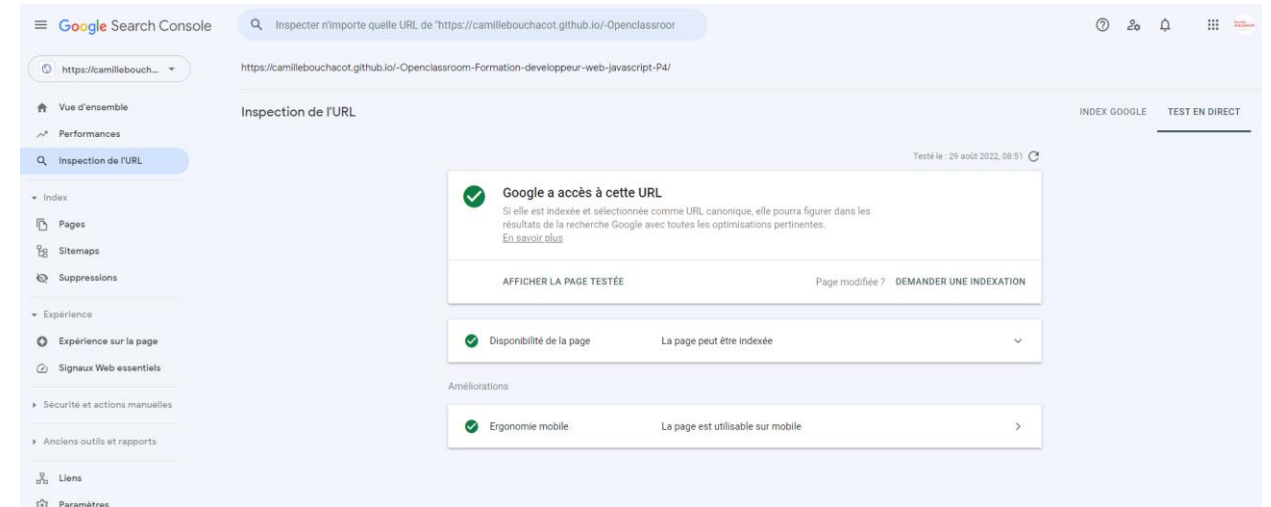 Google Search Console
Inspecter n'importe quelle URL de "https://camillebouchacot.github.io/-Openclassroor
https://camillebouch...
https://camillebouchacot.github.io/-Openclassroom-Formation-developpeur-web-javascript-P4/
Vue d'ensemble
Performances
Inspection de l'URL
Index
Pages
Sitemaps
Suppressions
Expérience
Expérience sur la page
Signaux Web essentiels
Sécurité et actions manuelles
Anciens outils et rapports
Liens
Paramètres
Inspection de l'URL
INDEX GOOGLE
TEST EN DIRECT
Testé le : 29 août 2022, 08:51
Google a accès à cette URL
Si elle est indexée et sélectionnée comme URL canonique, elle pourra figurer dans les
résultats de la recherche Google avec toutes les optimisations pertinentes.
En savoir plus
AFFICHER LA PAGE TESTÉE
Page modifiée ? DEMANDER UNE INDEXATION
Disponibilité de la page
La page peut être indexée
Améliorations
Ergonomie mobile
La page est utilisable sur mobile